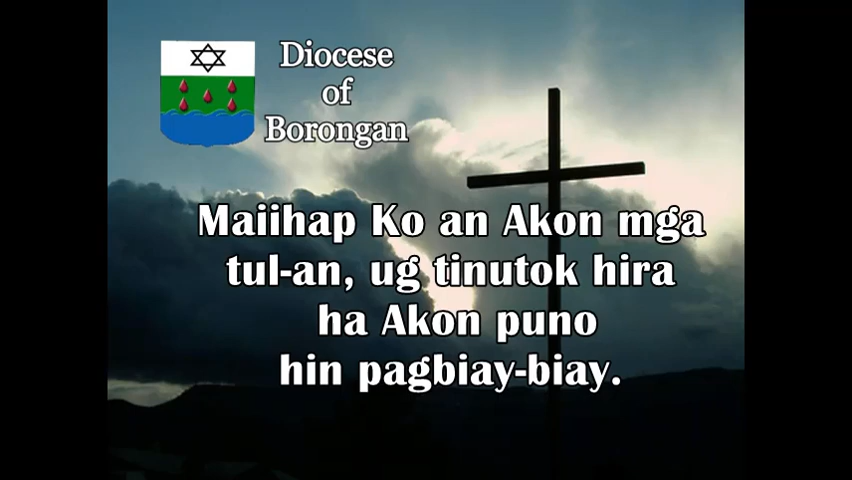 Diocese
of
Borongan
Maiihap Ko an Akon mga
tul-an, ug tinutok hira
ha Akon puno
hin pagbiay-biay.